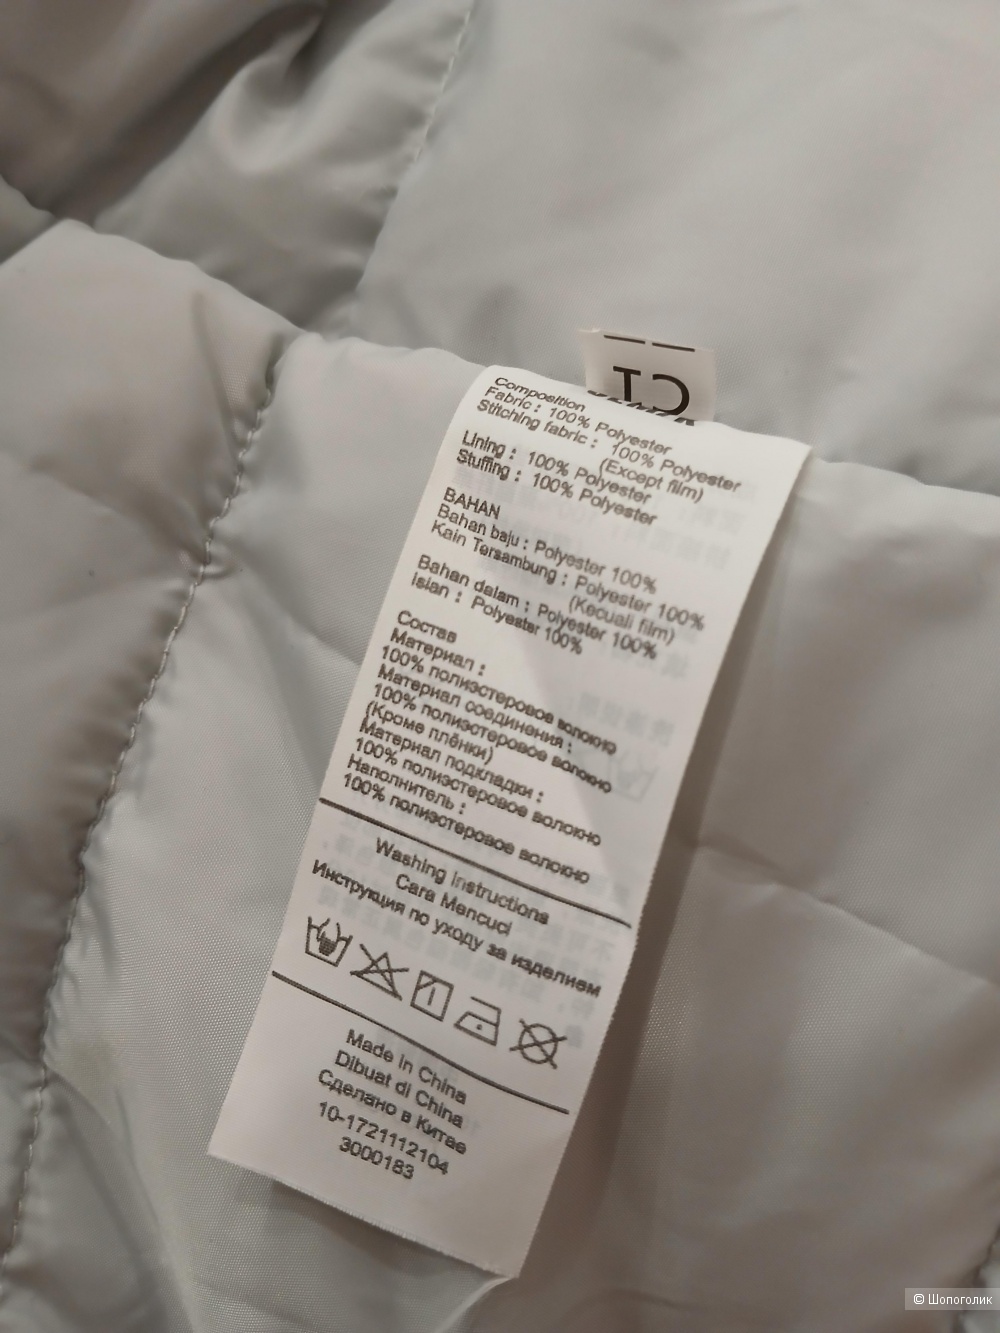 CT
Composition
Fabric : 100% Polyester
Stitching fabric : 100% Polyester
(Except film)
Lining : 100% Polyester
Stuffing : 100% Polyester
BAHAN
Bahan baju : Polyester 100%
Kain Tersambung : Polyester 100%
(Kecuali film)
Bahan dalam : Polyester 100%
Isian : Polyester 100%
Состав
Материал :
100% полиэстеровое волокно
Материал соединения :
100% полиэстеровое волокно
(Кроме плёнки)
Материал подкладки :
100% полиэстеровое волокно
Наполнитель :
100% полиэстеровое волокно
Washing Instructions
Cara Mencuci
Инструкция по уходу за изделием
Made in China
Dibuat di China
Сделано в Китае
10-1721112104
3000183
© Шопоголик